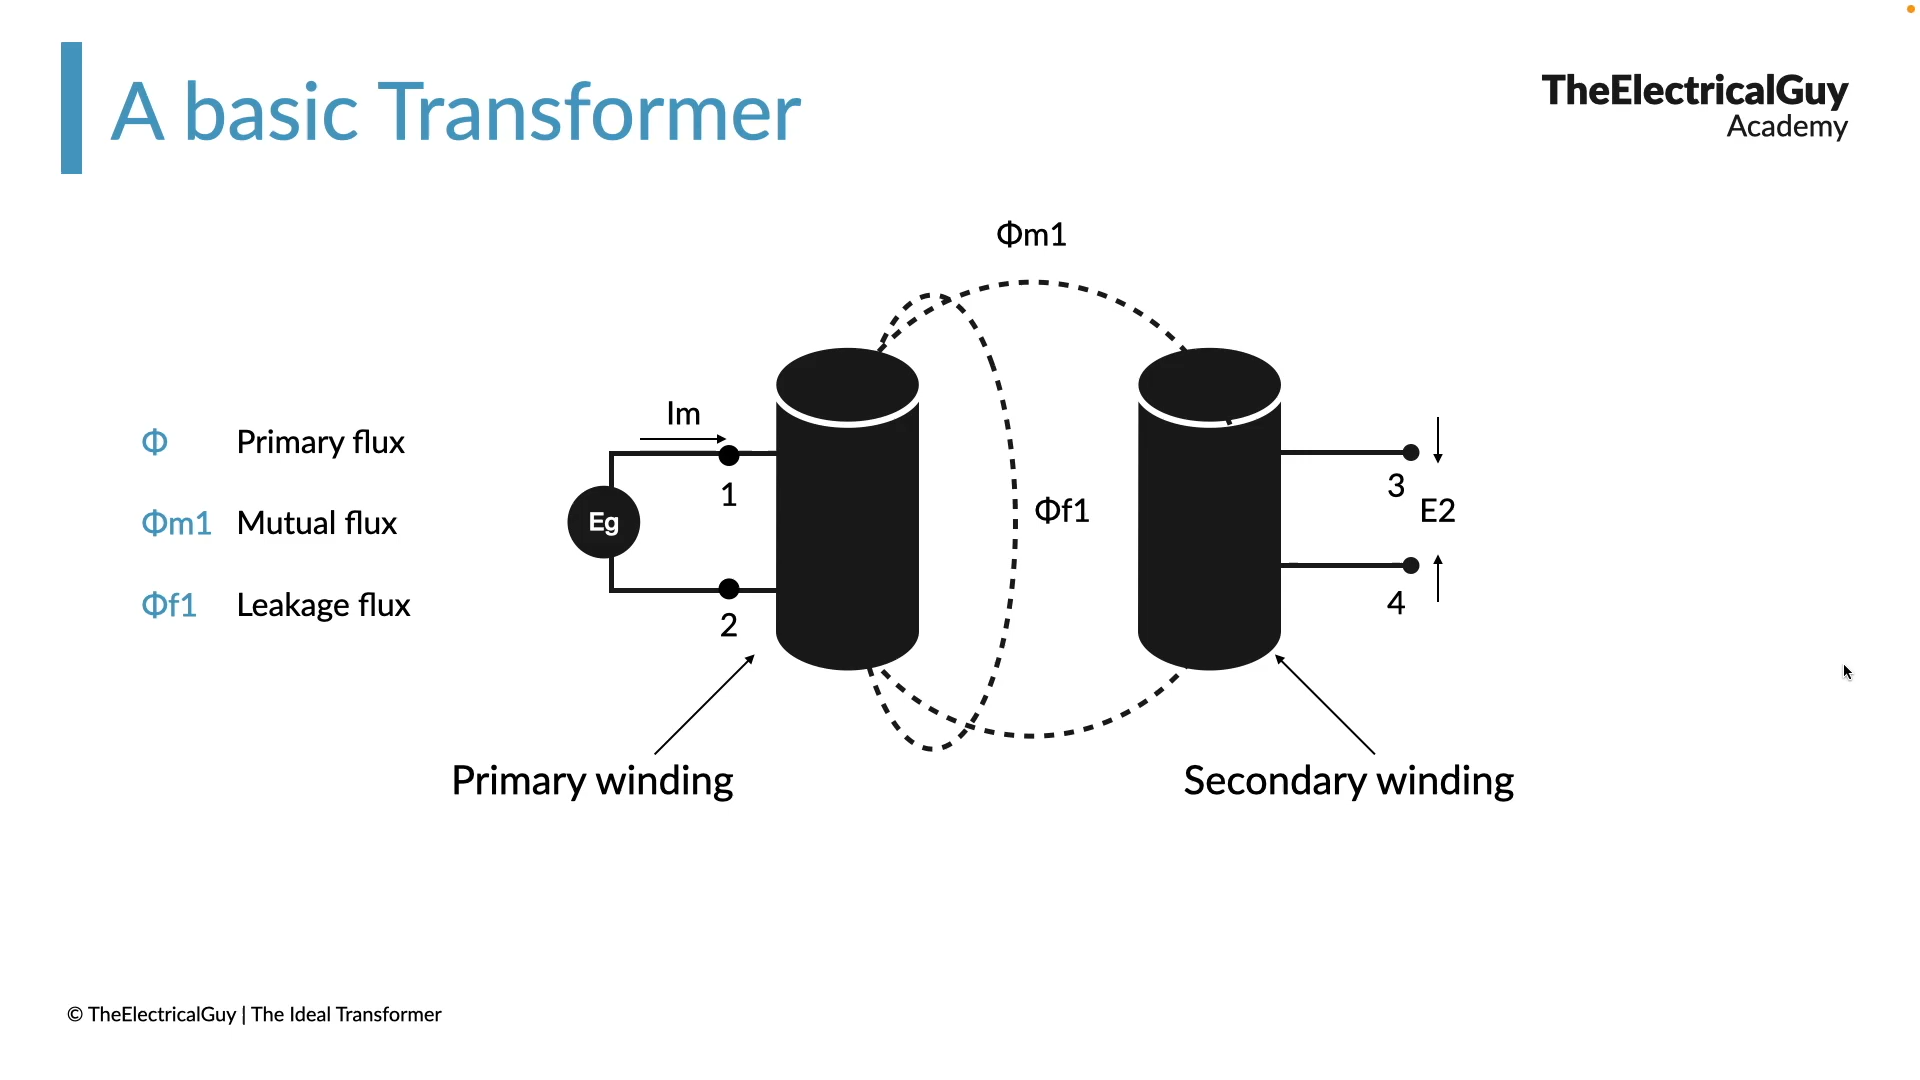 A basic Transformer
TheElectricalGuy
Academy
Φm1
Im
Φ Primary flux
1
3
Φm1 Mutual flux
Eg
Φf1
E2
Φf1 Leakage flux
2
4
Primary winding
Secondary winding
© TheElectricalGuy | The Ideal Transformer